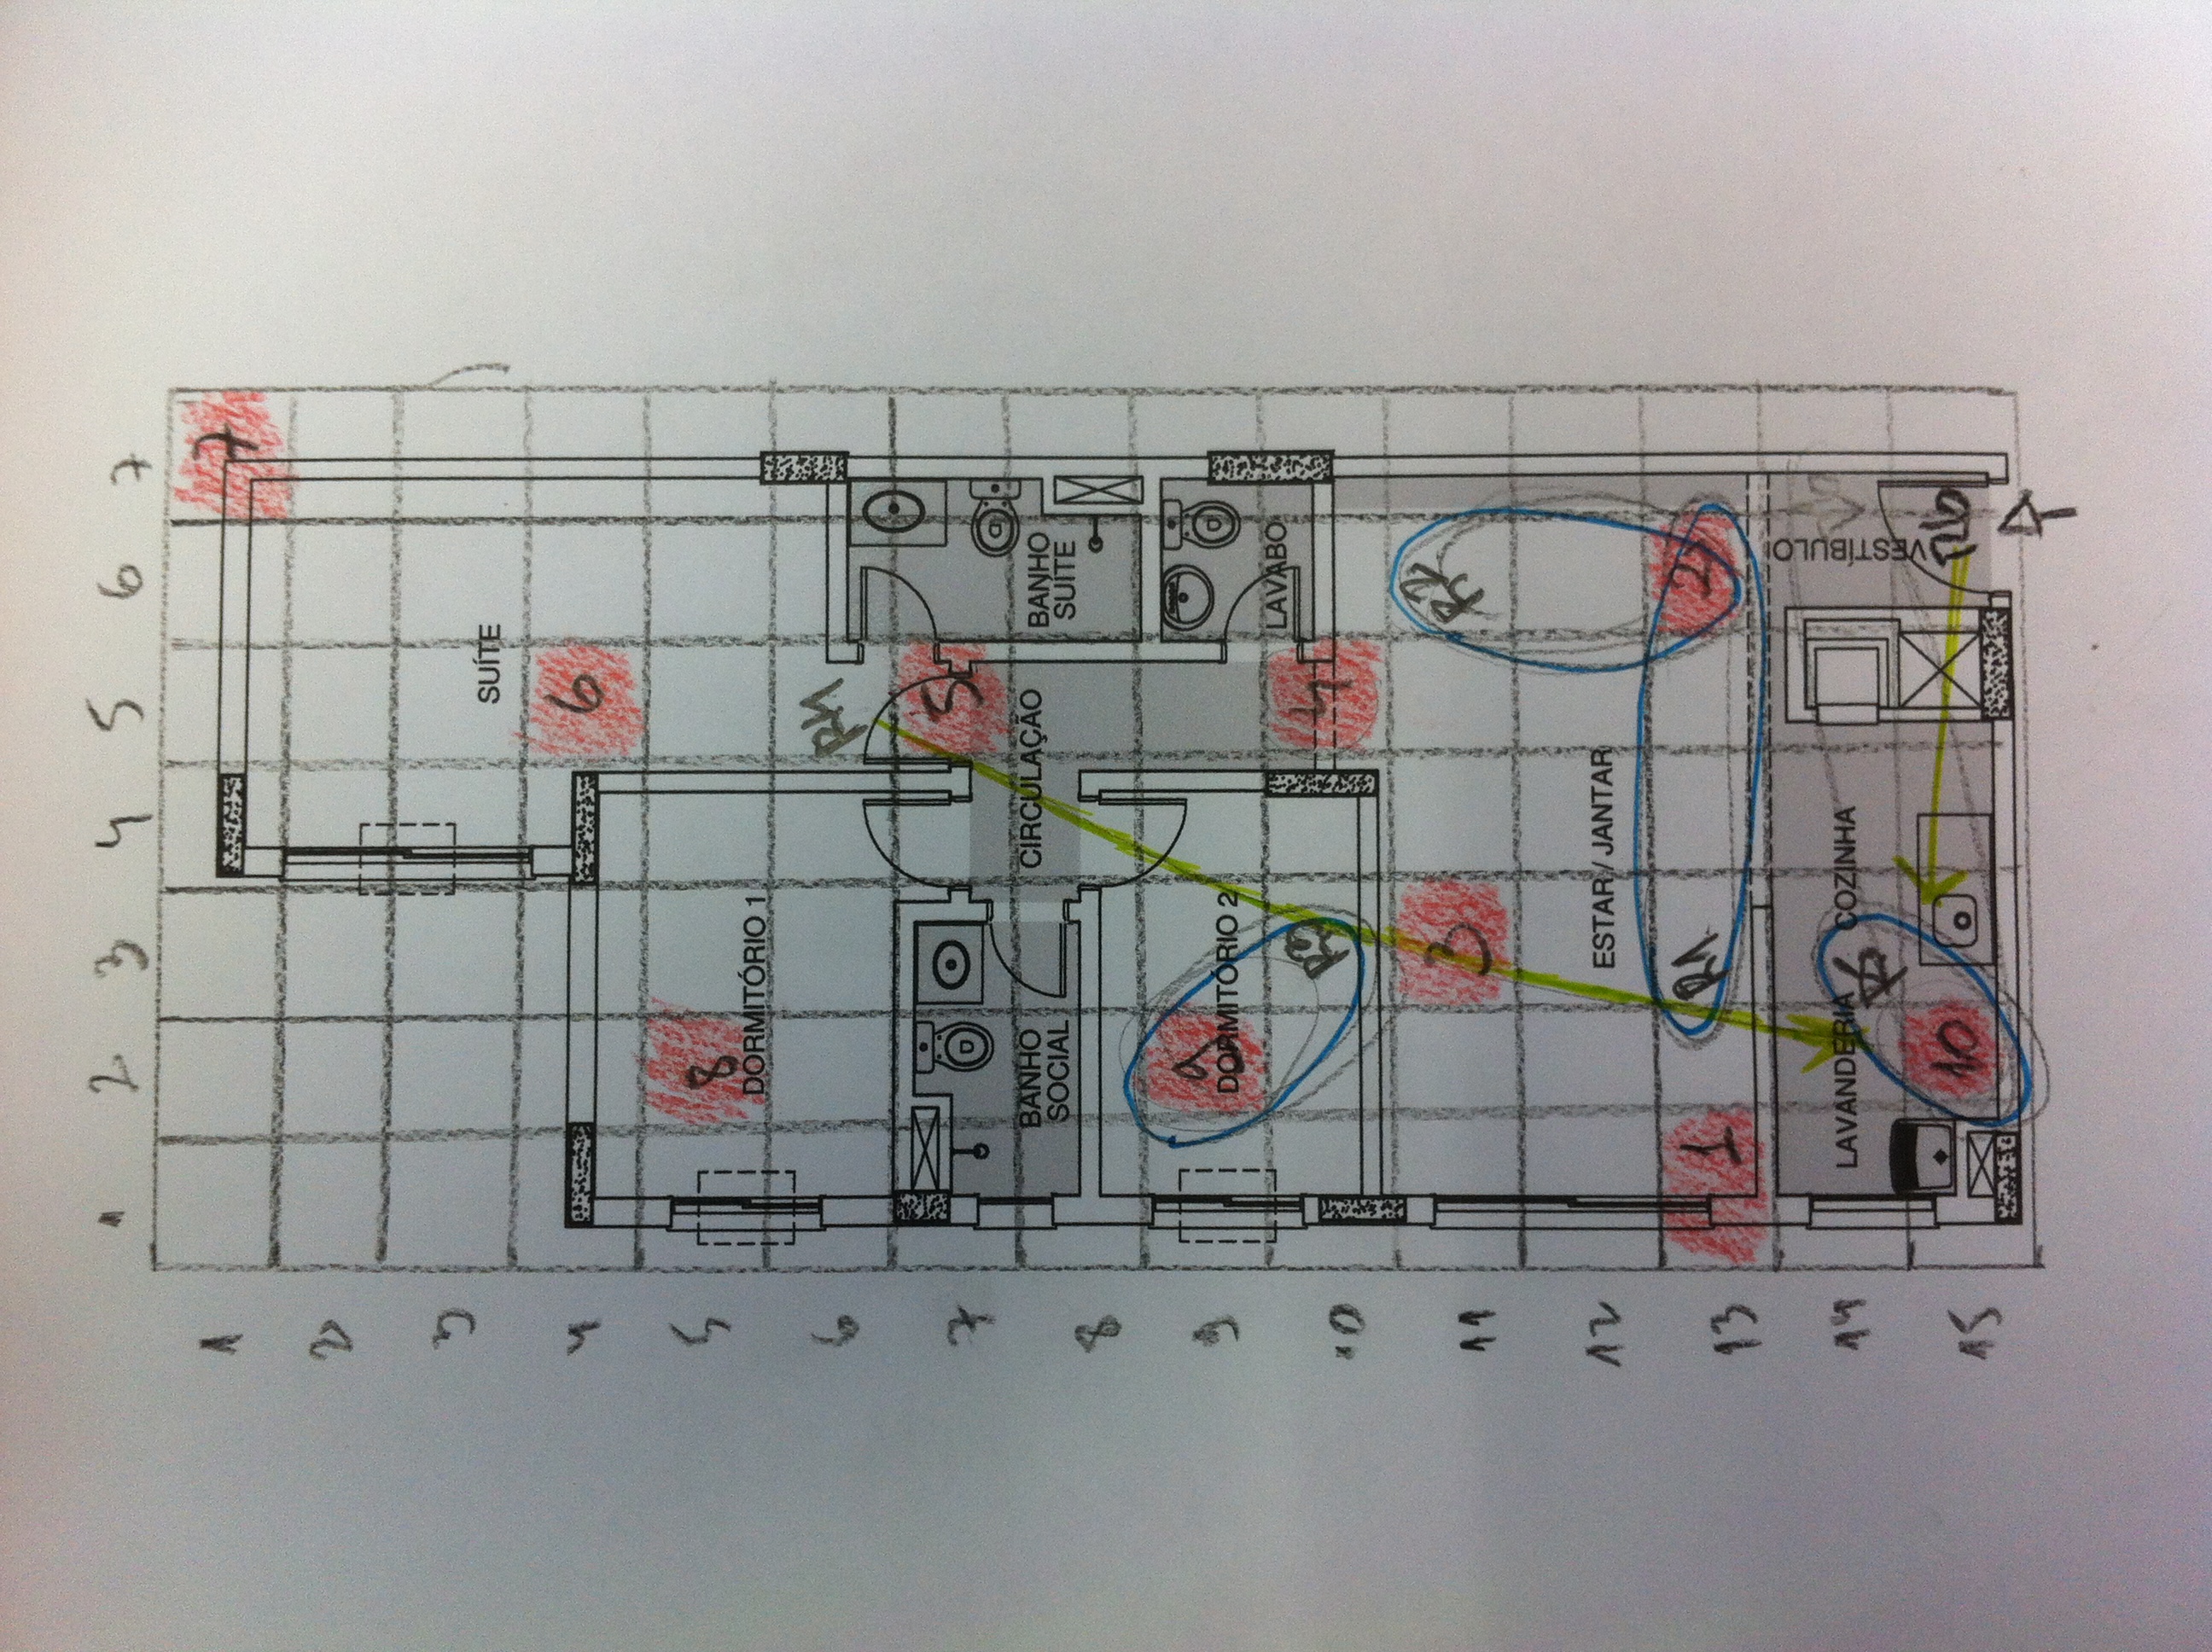 1 2 3 4 5 6 7
1
7
2
3
SUÍTE
4
6
5
8
DORMITÓRIO 1
6
R4
7
5
BANHO
SOCIAL
CIRCULAÇÃO
BANHO
SUÍTE
8
9
9
DORMITÓRIO 2
LAVABO
10
R3
4
11
3
R2
12
ESTAR / JANTAR
13
1
R1
2
14
LAVANDERIA
COZINHA
VESTÍBULO
15
10
R6